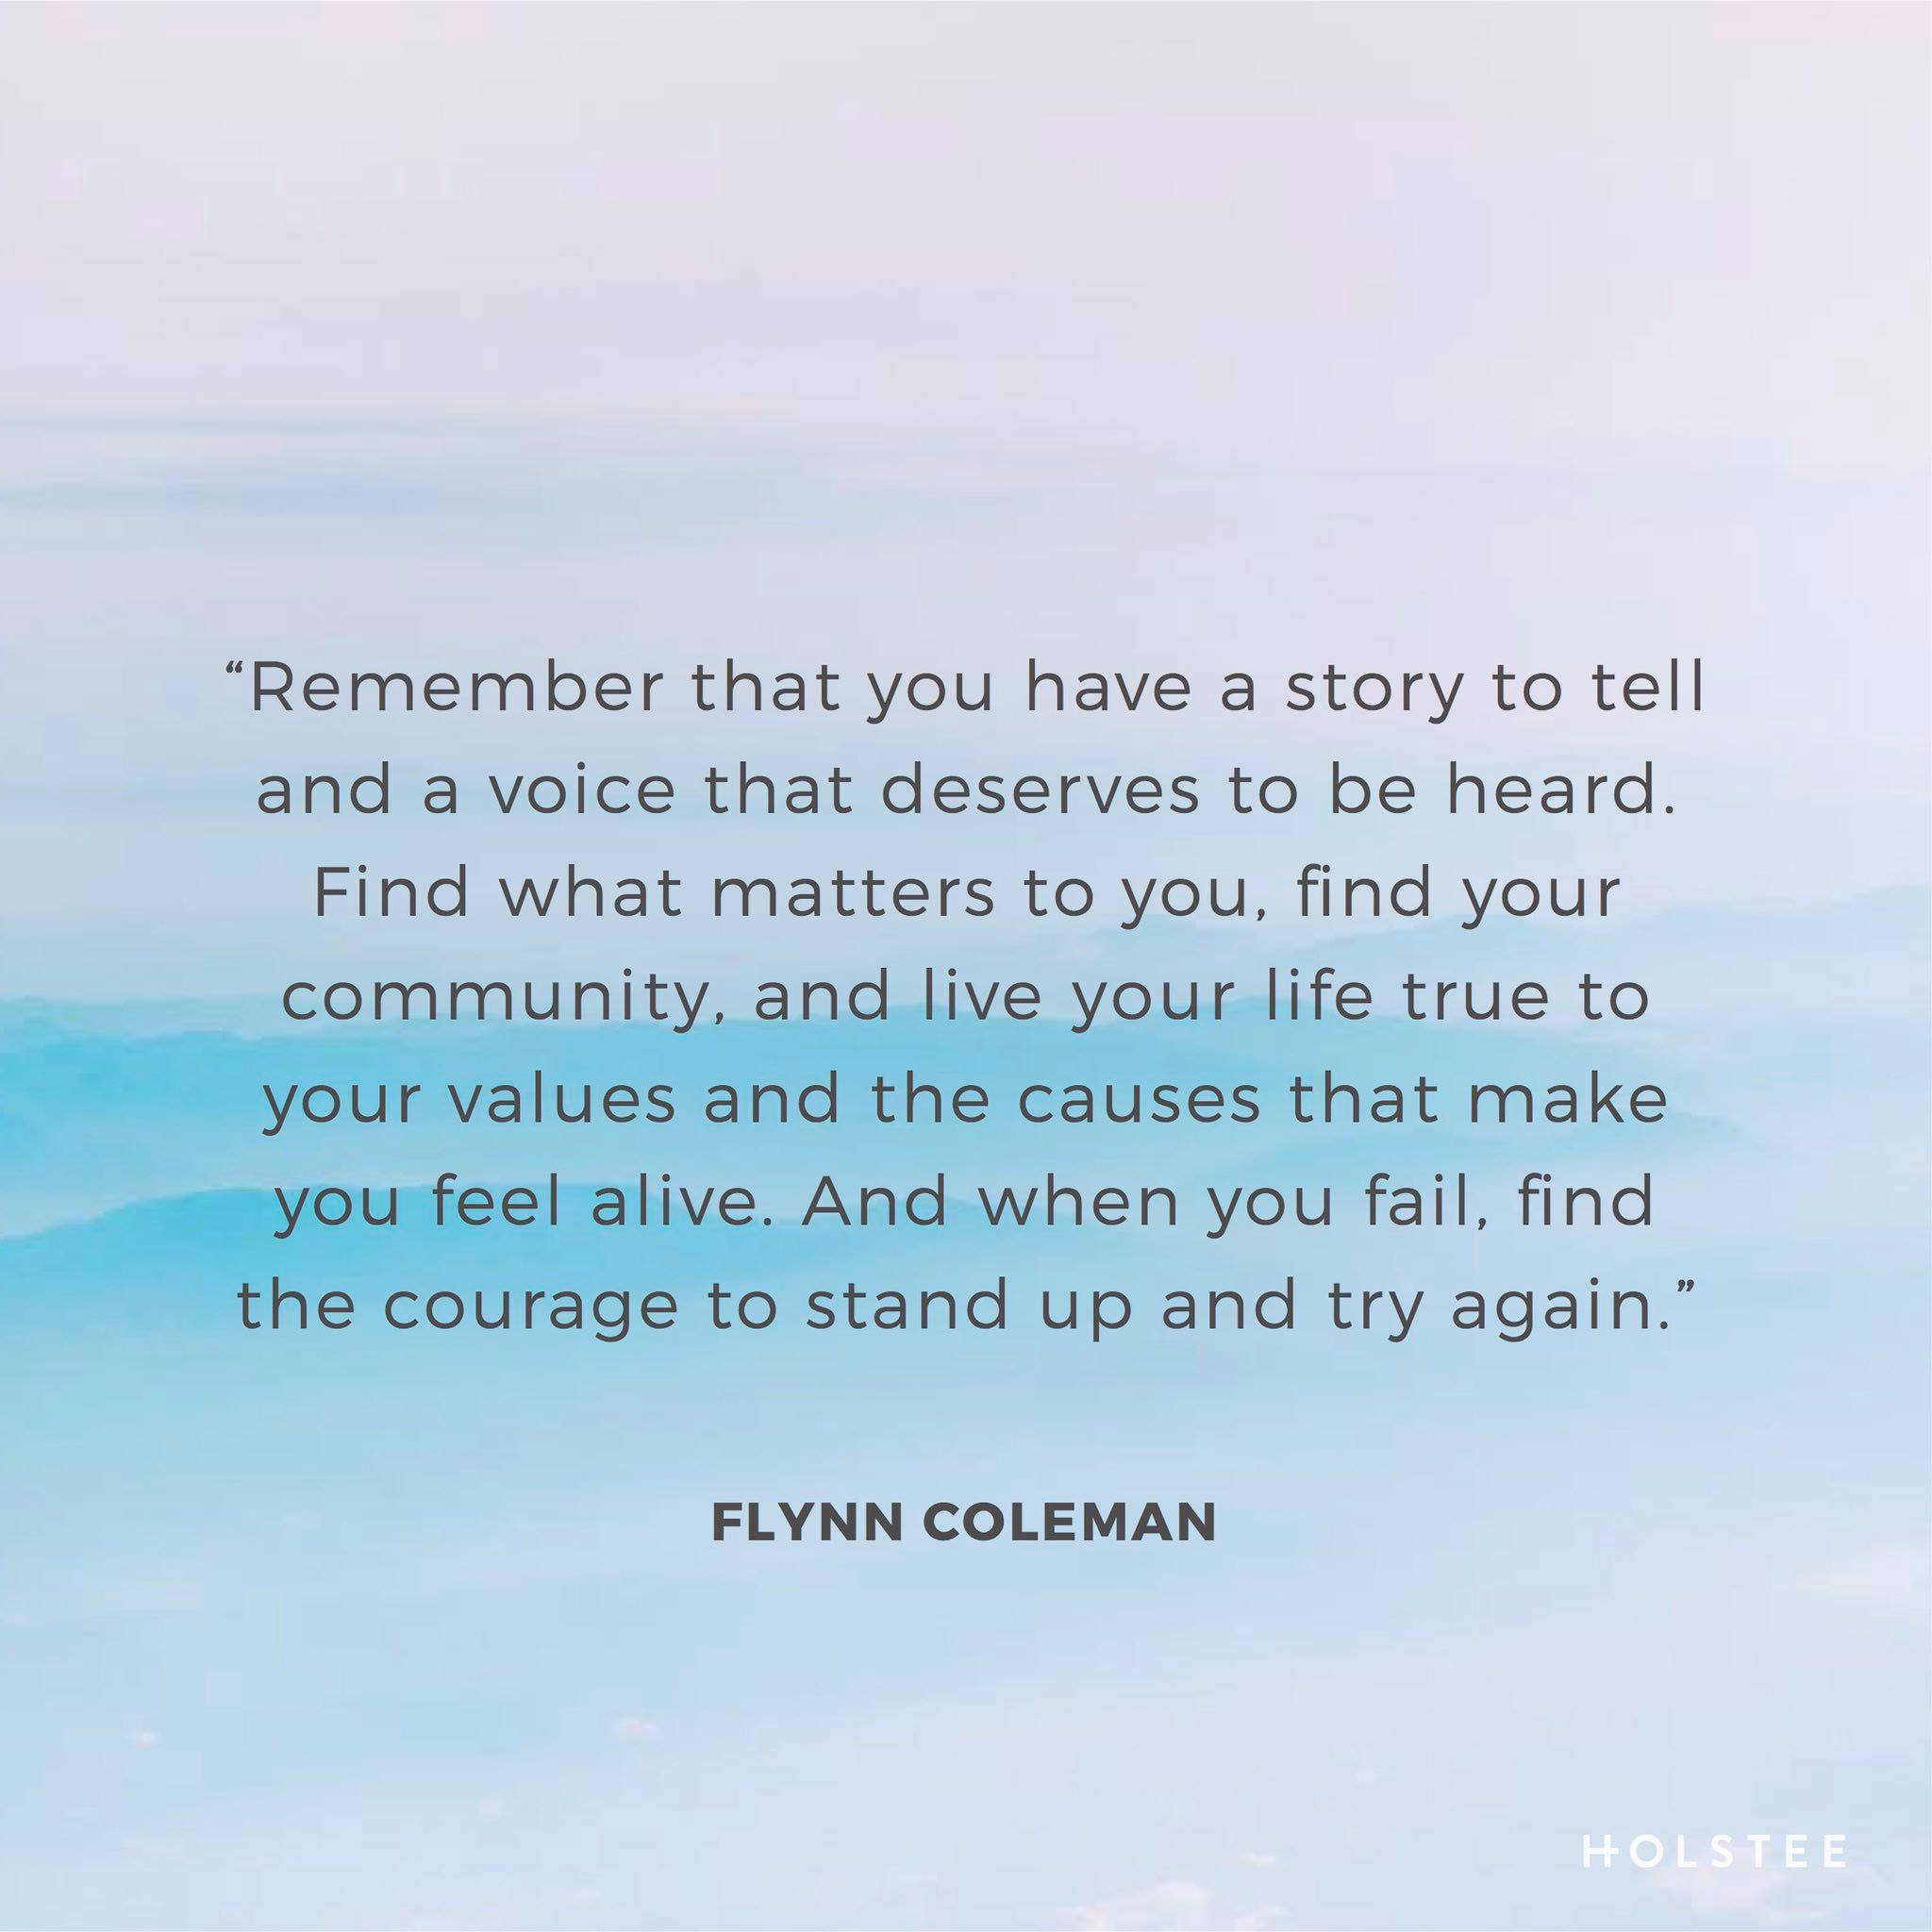 “Remember that you have a story to tell
and a voice that deserves to be heard.
Find what matters to you, find your
community, and live your life true to
your values and the causes that make
you feel alive. And when you fail, find
the courage to stand up and try again.”
FLYNN COLEMAN
HOLSTEE